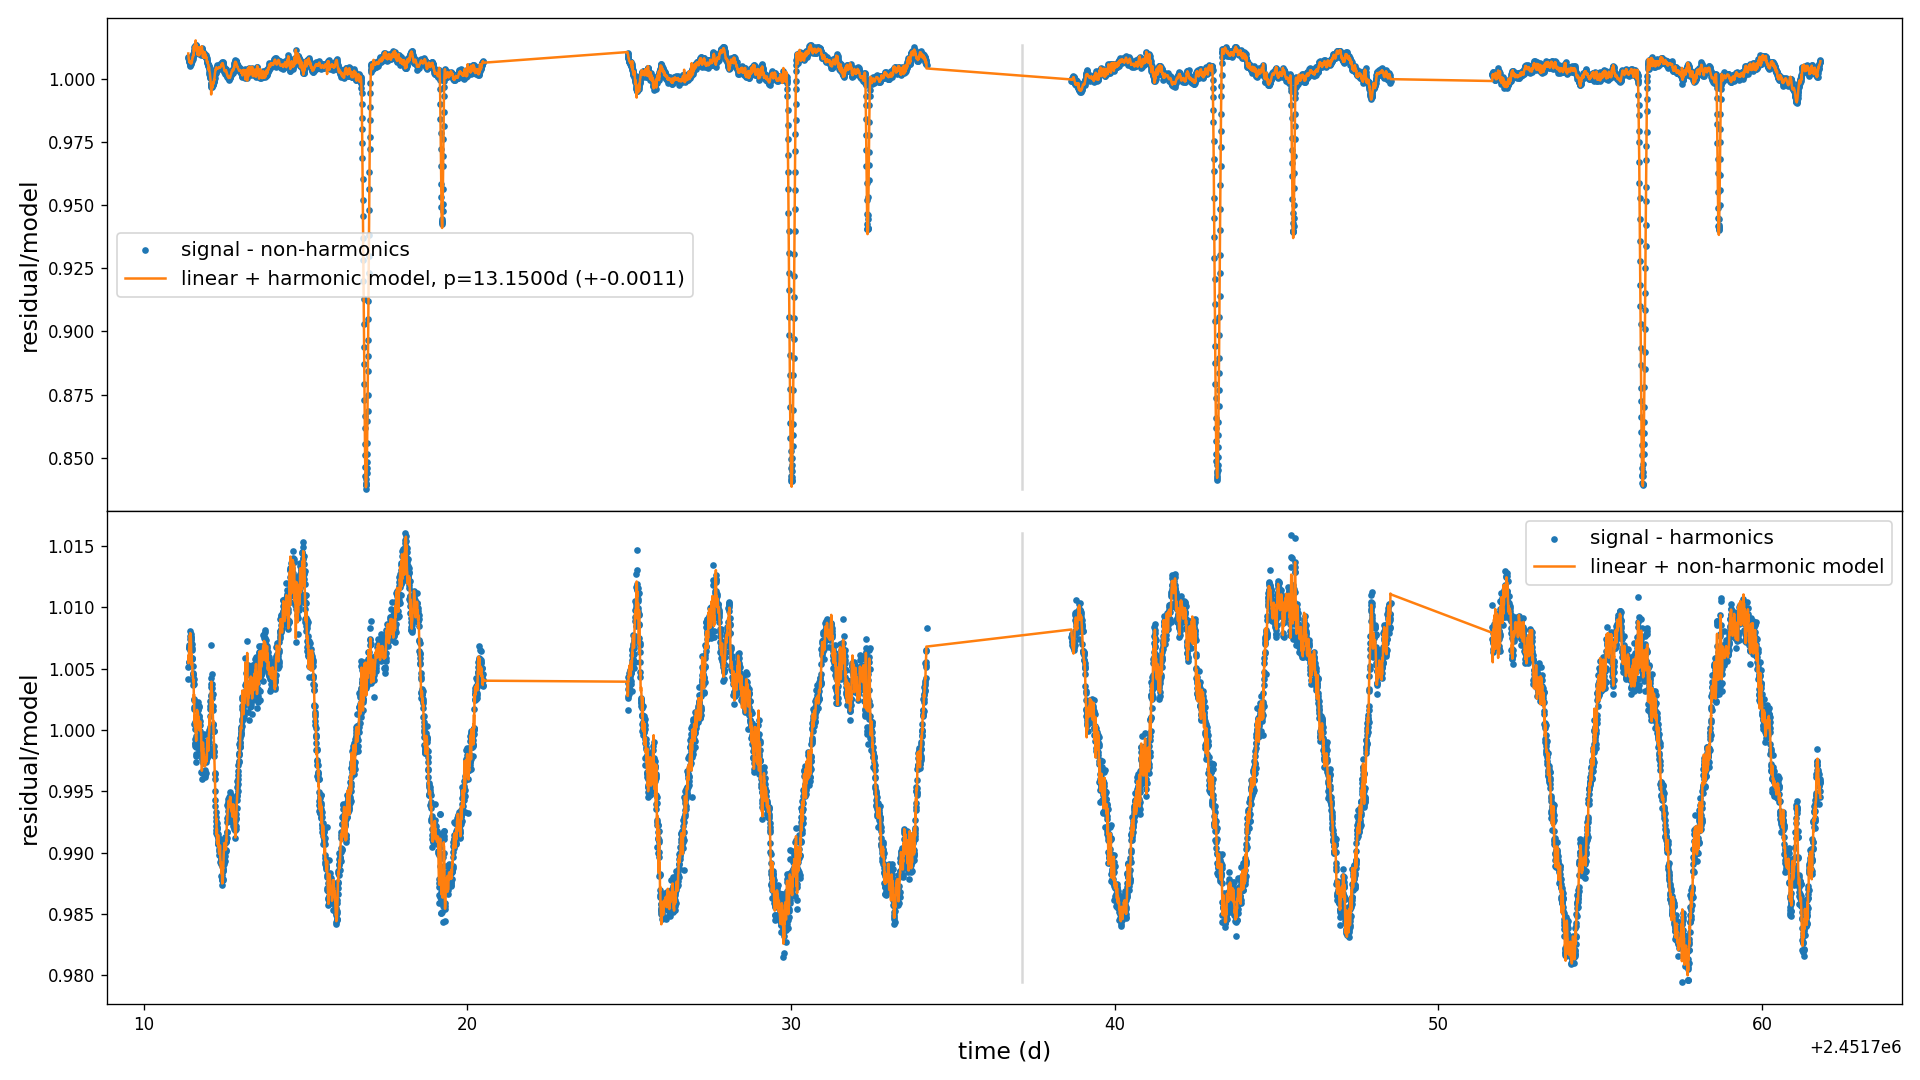 1.000
0.975
0.950
0.925
0.900
0.875
0.850
residual/model
signal - non-harmonics
linear + harmonic model, p=13.1500d (+-0.0011)
1.015
1.010
1.005
1.000
0.995
0.990
0.985
0.980
residual/model
signal - harmonics
linear + non-harmonic model
10 20 30 40 50 60
time (d)
+2.4517e6